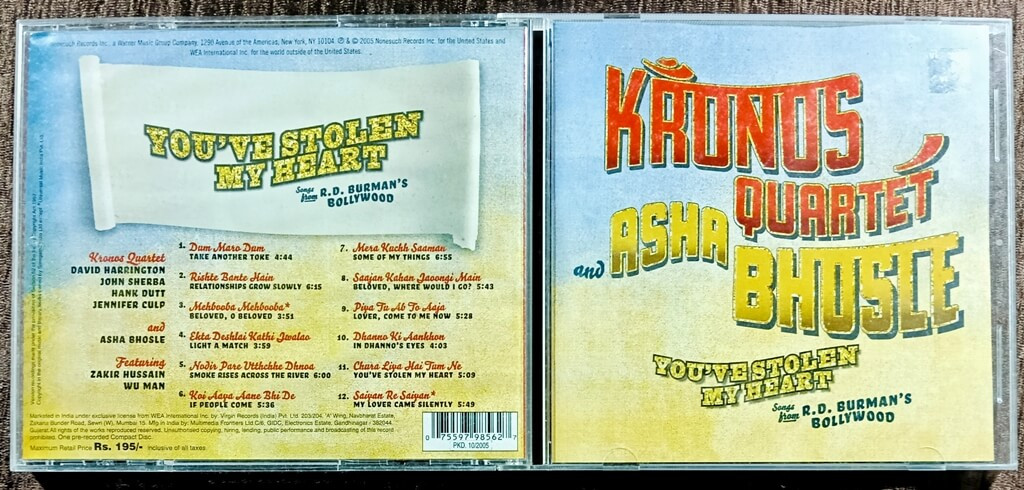 Nonesuch Records Inc., a Warner Music Group Company, 1290 Avenue of the Americas, New York, NY 10104. ℗ & © 2005 Nonesuch Records Inc. for the United States and
WEA International Inc. for the world outside of the United States.
YOU'VE STOLEN
MY HEART
Songs from R.D. BURMAN'S
BOLLYWOOD
Kronos Quartet
DAVID HARRINGTON
JOHN SHERBA
HANK DUTT
JENNIFER CULP
and
ASHA BHOSLE
Featuring
ZAKIR HUSSAIN
WU MAN
1. Dum Maro Dum
TAKE ANOTHER TOKE 4:44
2. Rishte Bante Hain
RELATIONSHIPS GROW SLOWLY 6:15
3. Mehbooba Mehbooba*
BELOVED, O BELOVED 3:51
4. Ekta Deshlai Kathi Jwalao
LIGHT A MATCH 3:59
5. Nodir Pare Utthchhe Dhnoa
SMOKE RISES ACROSS THE RIVER 6:00
6. Koi Aaya Aane Bhi De
IF PEOPLE COME 5:36
7. Mera Kuchh Saaman
SOME OF MY THINGS 6:55
8. Saajan Kahan Jaoongi Main
BELOVED, WHERE WOULD I GO? 5:43
9. Piya Tu Ab To Aaja
LOVER, COME TO ME NOW 5:28
10. Dhanno Ki Aankhon
IN DHANNO'S EYES 4:03
11. Chura Liya Hai Tum Ne
YOU'VE STOLEN MY HEART 5:09
12. Saiyan Re Saiyan*
MY LOVER CAME SILENTLY 5:49
Marketed in India under exclusive license from WEA International Inc. by: Virgin Records (India) Pvt. Ltd. 203/204, "A" Wing, Navbharat Estate,
Zakaria Bunder Road, Sewri (W), Mumbai 15. Mfg in India by: Multimedia Frontiers Ltd. C/6, GIDC, Electronics Estate, Gandhinagar - 382044,
Gujarat. All rights of the works reproduced reserved. Unauthorised copying, hiring, lending, public performance and broadcasting of this record
prohibited. One pre-recorded Compact Disc.
Maximum Retail Price Rs. 195/- inclusive of all taxes.
0 75597 98562 7
PKD. 10/2005
KRONOS
QUARTET
and ASHA
BHOSLE
YOU'VE STOLEN
MY HEART
Songs from R.D. BURMAN'S
BOLLYWOOD